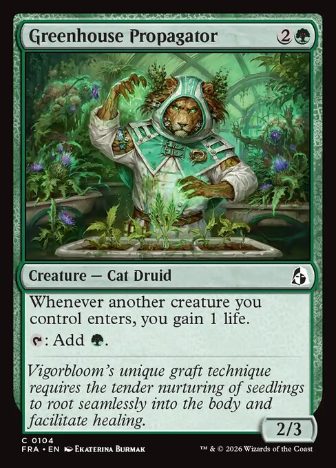 Greenhouse Propagator 2
Creature — Cat Druid
Whenever another creature you
control enters, you gain 1 life.
: Add .
Vigorbloom's unique graft technique
requires the tender nurturing of seedlings
to root seamlessly into the body and
facilitate healing.
2/3
C 0104
FRA • EN Ekaterina Burmak
™ & © 2026 Wizards of the Coast